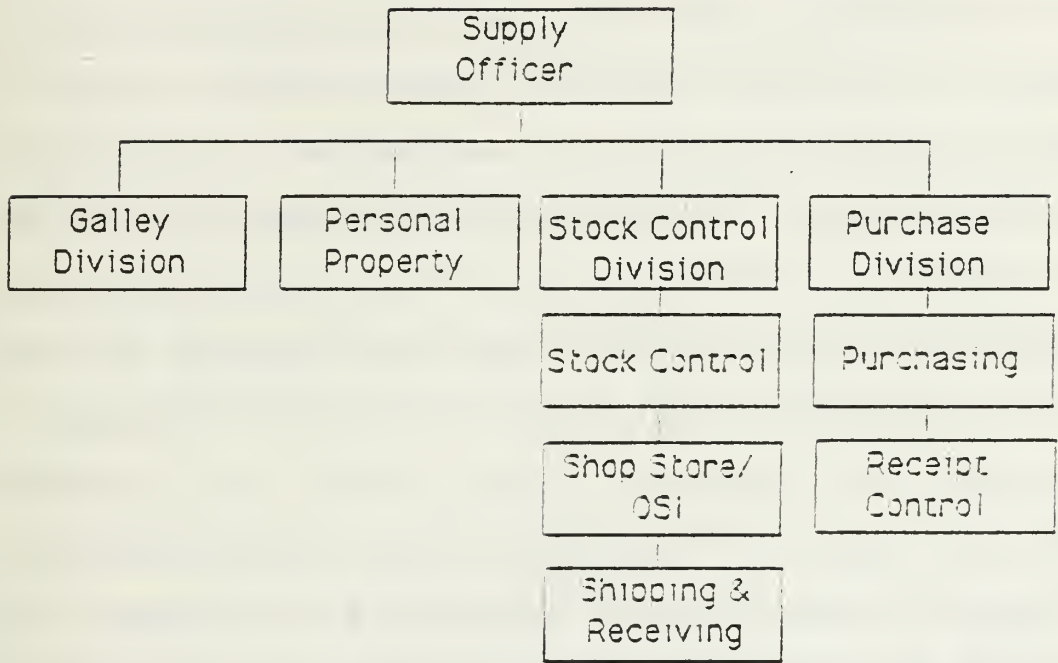 Supply
Officer
Galley
Division
Personal
Property
Stock Control
Division
Purchase
Division
Stock Control
Purchasing
Shop Store/
OSI
Receipt
Control
Shipping &
Receiving